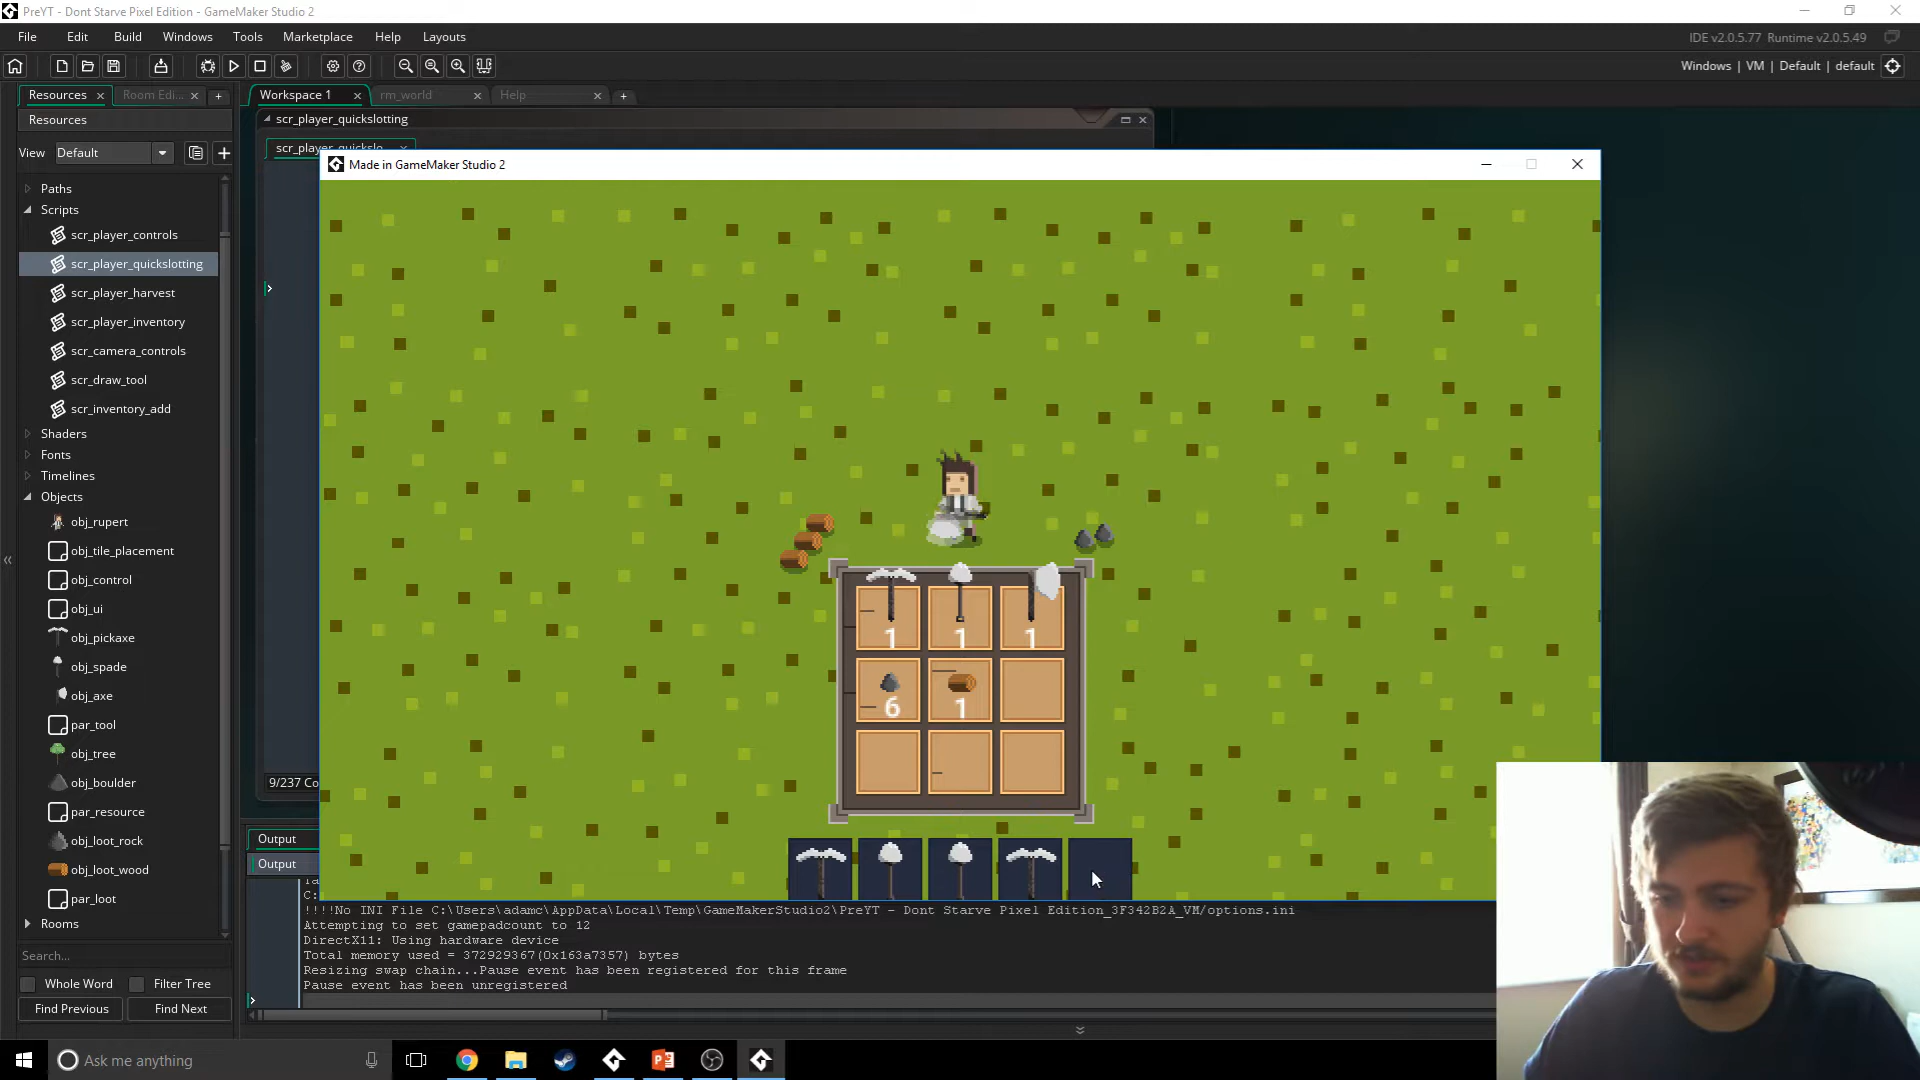 PreYT - Dont Starve Pixel Edition - GameMaker Studio 2
File Edit Build Windows Tools Marketplace Help Layouts
IDE v2.0.5.77 Runtime v2.0.5.49
Windows | VM | Default | default
Resources
Room Edi...
Workspace 1
rm_world
Help
Resources
scr_player_quickslotting
View Default
scr_player_quickslo...
Made in GameMaker Studio 2
Paths
Scripts
scr_player_controls
scr_player_quickslotting
scr_player_harvest
scr_player_inventory
scr_camera_controls
scr_draw_tool
scr_inventory_add
Shaders
Fonts
Timelines
Objects
obj_rupert
obj_tile_placement
obj_control
obj_ui
obj_pickaxe
obj_spade
obj_axe
par_tool
obj_tree
obj_boulder
par_resource
obj_loot_rock
obj_loot_wood
par_loot
Rooms
1 1 1
6 1
9/237 Co
Output
Output
C:
!!!!No INI File C:\Users\adamc\AppData\Local\Temp\GameMakerStudio2\PreYT - Dont Starve Pixel Edition_3F342B2A_VM/options.ini
Attempting to set gamepadcount to 12
DirectX11: Using hardware device
Total memory used = 372929367(0x163a7357) bytes
Resizing swap chain...Pause event has been registered for this frame
Pause event has been unregistered
Search...
Whole Word Filter Tree
Find Previous Find Next
Ask me anything